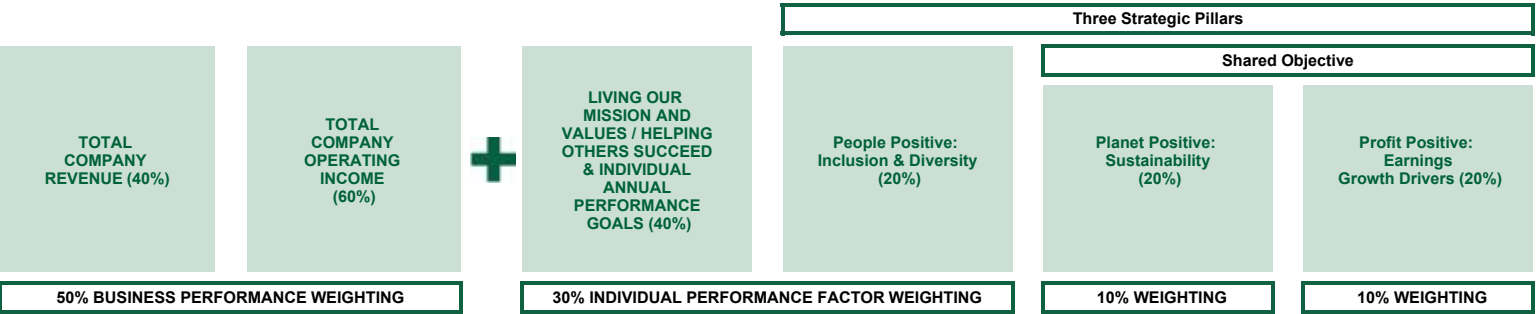 Three Strategic Pillars
Shared Objective
TOTAL
COMPANY
REVENUE (40%)
TOTAL
COMPANY
OPERATING
INCOME
(60%)
LIVING OUR
MISSION AND
VALUES / HELPING
OTHERS SUCCEED
& INDIVIDUAL
ANNUAL
PERFORMANCE
GOALS (40%)
People Positive:
Inclusion & Diversity
(20%)
Planet Positive:
Sustainability
(20%)
Profit Positive:
Earnings
Growth Drivers (20%)
50% BUSINESS PERFORMANCE WEIGHTING
30% INDIVIDUAL PERFORMANCE FACTOR WEIGHTING
10% WEIGHTING
10% WEIGHTING